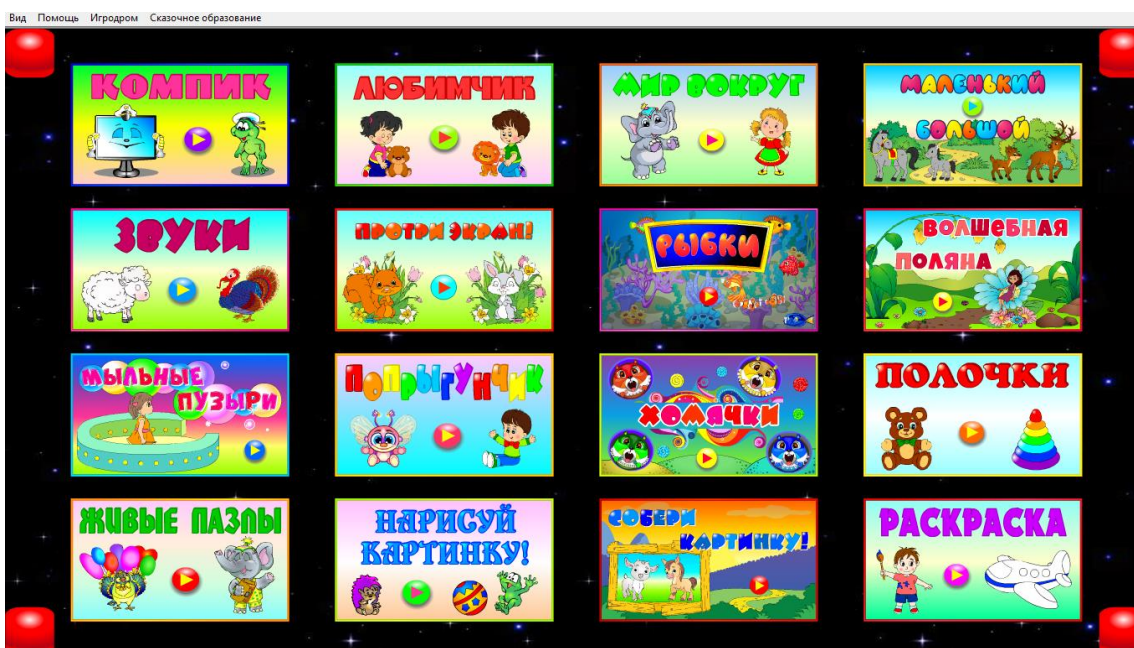 Вид Помощь Игродром Сказочное образование
КОМПИК
ЛЮБИМЧИК
МИР ВОКРУГ
МАЛЕНЬКИЙ
БОЛЬШОЙ
ЗВУКИ
ПРОТРИ ЭКРАН!
РЫБКИ
ВОЛШЕБНАЯ
ПОЛЯНА
МЫЛЬНЫЕ
ПУЗЫРИ
ПОПРЫГУНЧИК
ХОМЯЧКИ
ПОЛОЧКИ
ЖИВЫЕ ПАЗЛЫ
НАРИСУЙ
КАРТИНКУ!
СОБЕРИ
КАРТИНКУ!
РАСКРАСКА